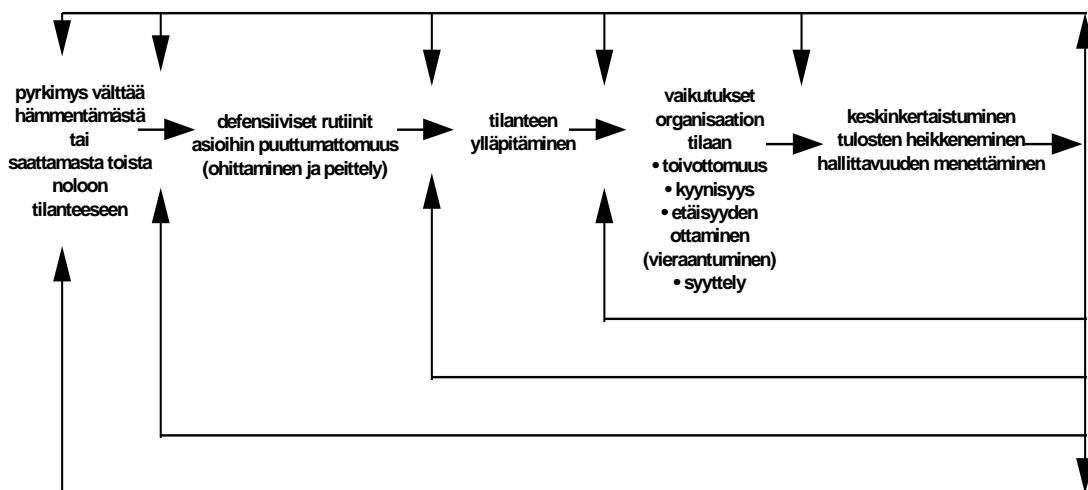 pyrkimys välttää
hämmentämästä
tai
saattamasta toista
noloon
tilanteeseen
defensiiviset rutiinit
asioihin puuttumattomuus
(ohittaminen ja peittely)
tilanteen
ylläpitäminen
vaikutukset
organisaation
tilaan
• toivottomuus
• kyynisyys
• etäisyyden
ottaminen
(vieraantuminen)
• syyttely
keskinkertaistuminen
tulosten heikkeneminen
hallittavuuden menettäminen